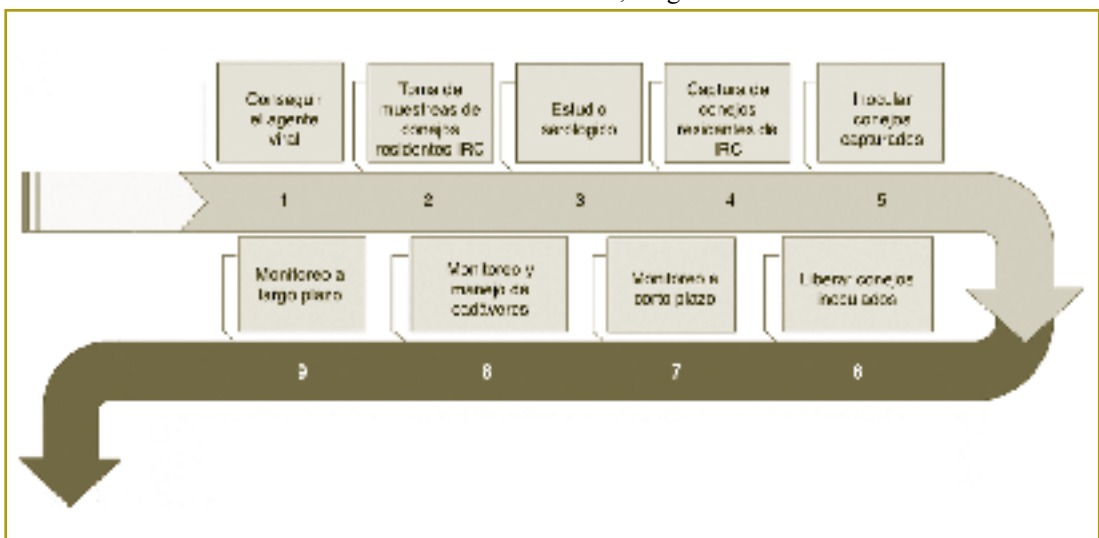 Conseguir
el agente
viral
Toma de
muestreas de
conejos
residentes IRC
Estudio
serologico
Captura de
conejos
residentes de
IRC
Inocular
conejos
capturados
1
2
3
4
5
Monitoreo a
largo plazo
Monitoreo y
manejo de
cadáveres
Monitoreo a
corto plazo
Liberar conejos
inoculados
9
8
7
6